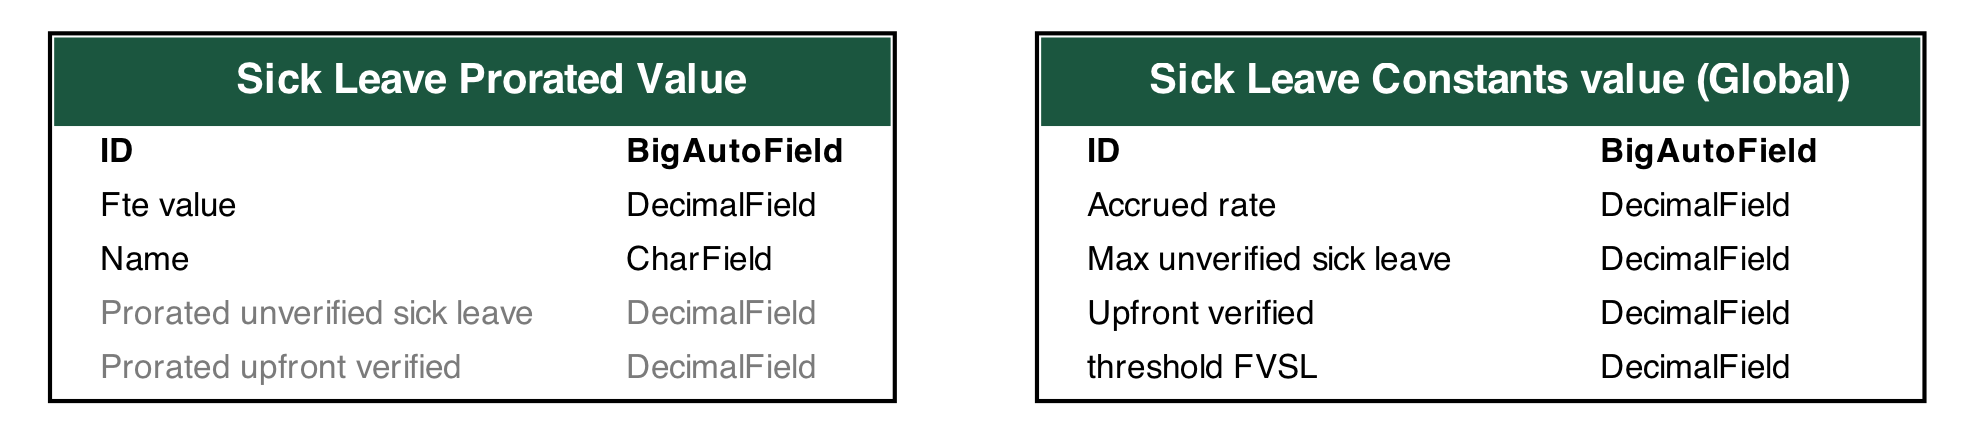 Sick Leave Prorated Value
ID BigAutoField
Fte value DecimalField
Name CharField
Prorated unverified sick leave DecimalField
Prorated upfront verified DecimalField
Sick Leave Constants value (Global)
ID BigAutoField
Accrued rate DecimalField
Max unverified sick leave DecimalField
Upfront verified DecimalField
threshold FVSL DecimalField